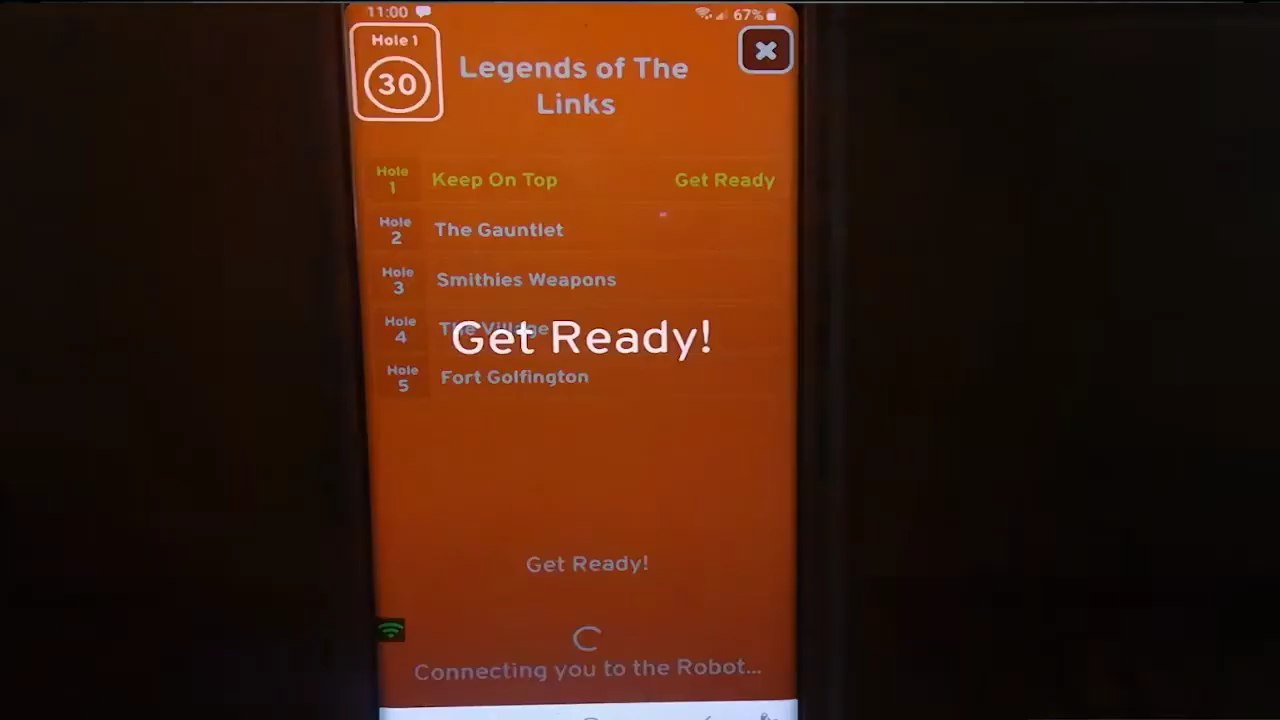 11:00
67%
Hole 1
30
Legends of The
Links
Hole
1
Keep On Top
Get Ready
Hole
2
The Gauntlet
Hole
3
Smithies Weapons
Hole
4
The Village
Get Ready!
Hole
5
Fort Golfington
Get Ready!
Connecting you to the Robot...